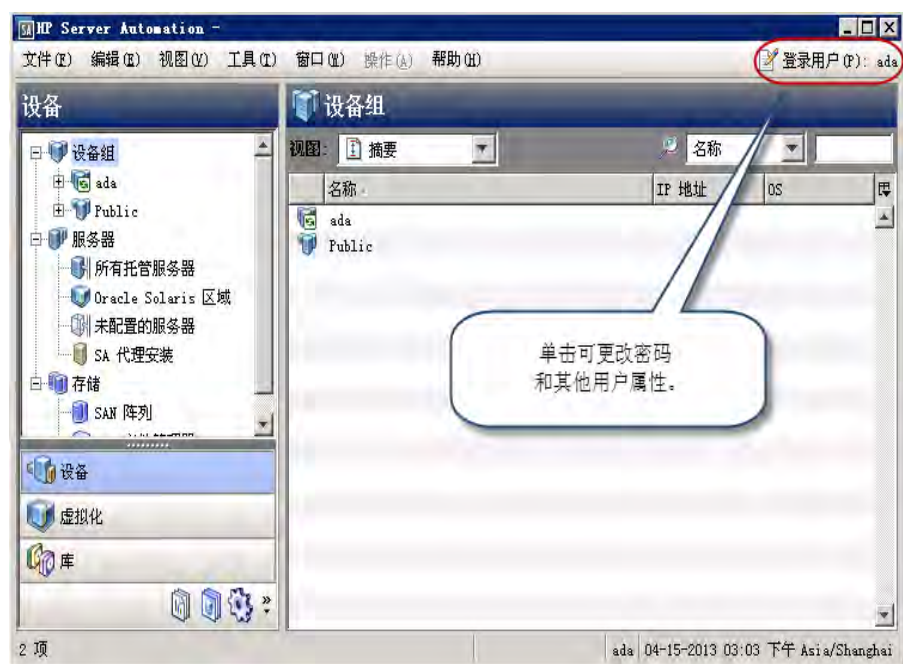 HP Server Automation -
文件(F) 编辑(E) 视图(V) 工具(T) 窗口(W) 操作(A) 帮助(H) 登录用户(P): ada
设备
设备组
ada
Public
服务器
所有托管服务器
Oracle Solaris 区域
未配置的服务器
SA 代理安装
存储
SAN 阵列
设备
虚拟化
库
设备组
视图: 摘要 名称
名称 IP 地址 OS
ada
Public
单击可更改密码
和其他用户属性。
2 项 ada 04-15-2013 03:03 下午 Asia/Shanghai